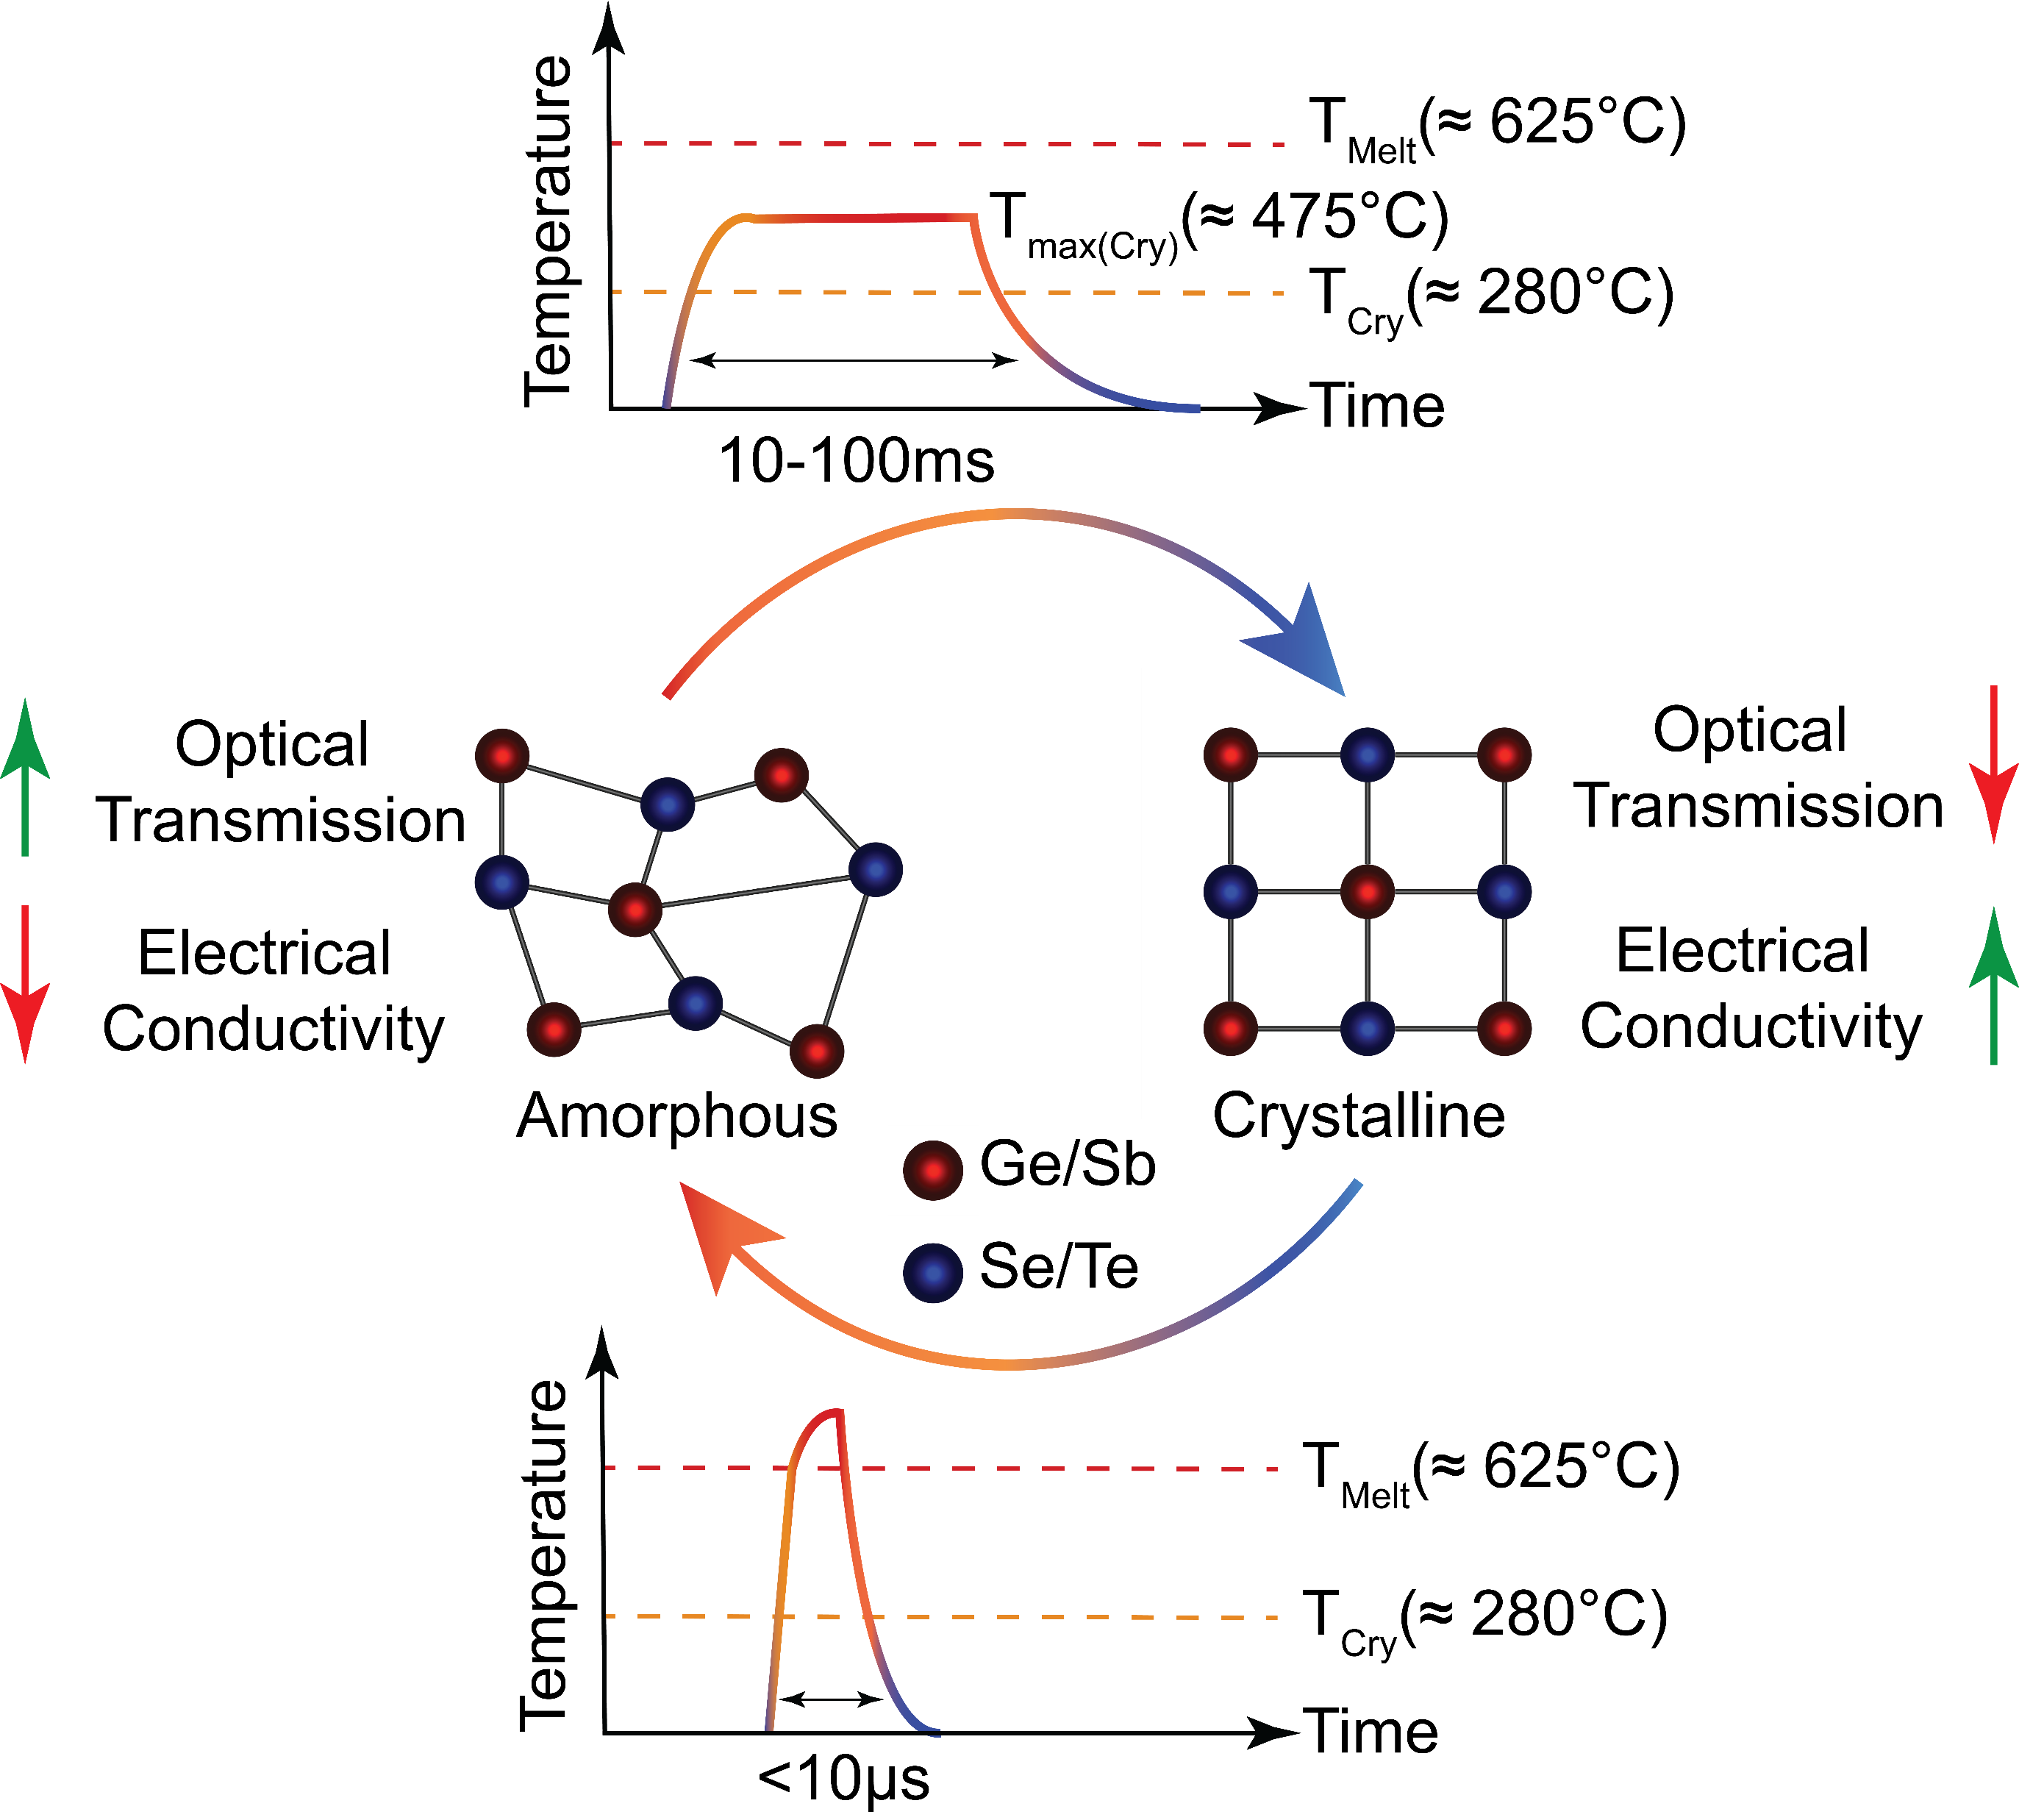 Temperature
T_Melt(≈ 625°C)
T_max(Cry)(≈ 475°C)
T_Cry(≈ 280°C)
Time
10-100ms
Optical
Transmission
Electrical
Conductivity
Amorphous
Optical
Transmission
Electrical
Conductivity
Crystalline
Ge/Sb
Se/Te
Temperature
T_Melt(≈ 625°C)
T_Cry(≈ 280°C)
Time
<10µs